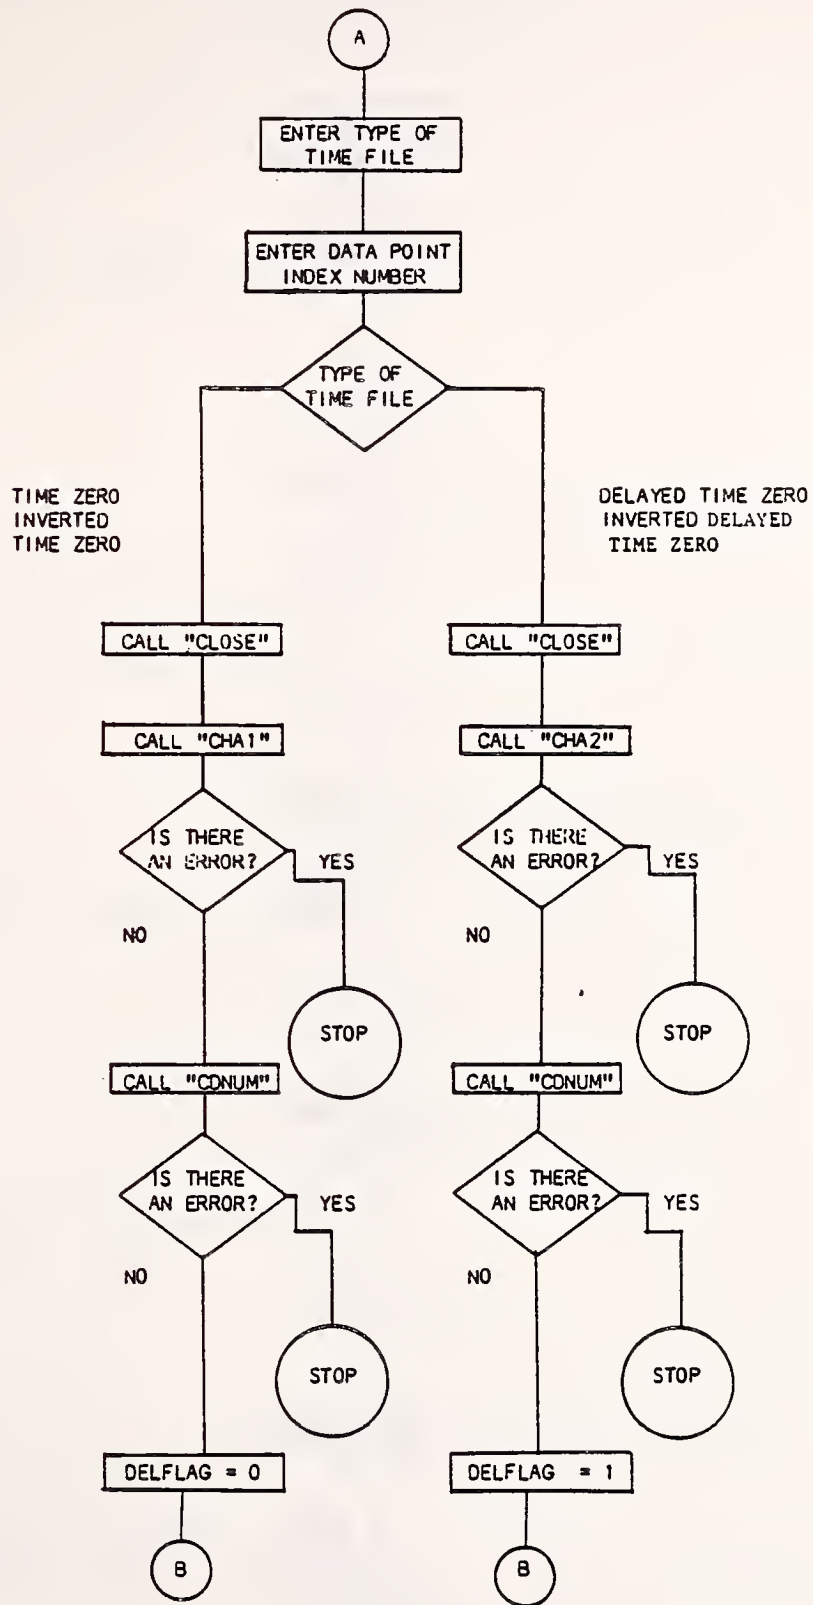 A
ENTER TYPE OF
TIME FILE
ENTER DATA POINT
INDEX NUMBER
TYPE OF
TIME FILE
TIME ZERO
INVERTED
TIME ZERO
DELAYED TIME ZERO
INVERTED DELAYED
TIME ZERO
CALL "CLOSE"
CALL "CLOSE"
CALL "CHA1"
CALL "CHA2"
IS THERE
AN ERROR?
YES
NO
IS THERE
AN ERROR?
YES
NO
STOP
STOP
CALL "CDNUM"
CALL "CDNUM"
IS THERE
AN ERROR?
YES
NO
IS THERE
AN ERROR?
YES
NO
STOP
STOP
DELFLAG = 0
DELFLAG = 1
B
B